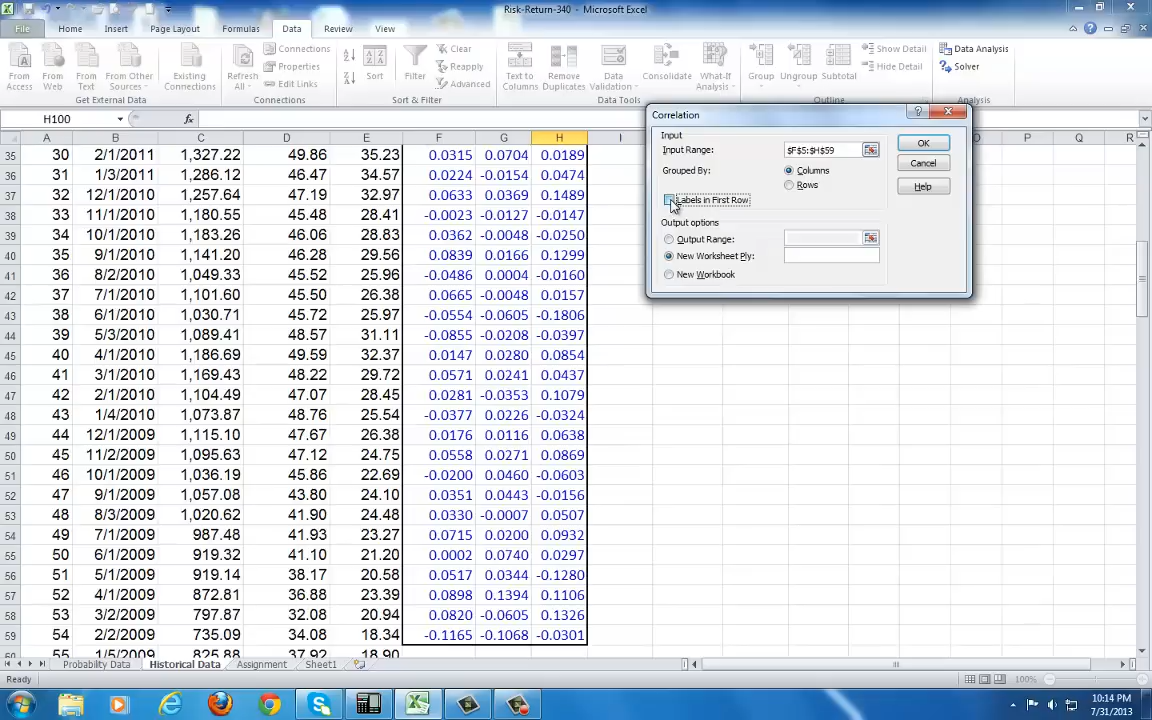 Risk-Return-340 - Microsoft Excel
File Home Insert Page Layout Formulas Data Review View
From Access
From Web
From Text
From Other Sources
Existing Connections
Refresh All
Connections
Properties
Edit Links
Sort
Filter
Clear
Reapply
Advanced
Text to Columns
Remove Duplicates
Data Validation
Consolidate
What-If Analysis
Group
Ungroup
Subtotal
Show Detail
Hide Detail
Data Analysis
Solver
Get External Data Connections Sort & Filter Data Tools Outline Analysis
H100 fx
A B C D E F G H I P Q R
35 30 2/1/2011 1,327.22 49.86 35.23 0.0315 0.0704 0.0189
36 31 1/3/2011 1,286.12 46.47 34.57 0.0224 -0.0154 0.0474
37 32 12/1/2010 1,257.64 47.19 32.97 0.0633 0.0369 0.1489
38 33 11/1/2010 1,180.55 45.48 28.41 -0.0023 -0.0127 -0.0147
39 34 10/1/2010 1,183.26 46.06 28.83 0.0362 -0.0048 -0.0250
40 35 9/1/2010 1,141.20 46.28 29.56 0.0839 0.0166 0.1299
41 36 8/2/2010 1,049.33 45.52 25.96 -0.0486 0.0004 -0.0160
42 37 7/1/2010 1,101.60 45.50 26.38 0.0665 -0.0048 0.0157
43 38 6/1/2010 1,030.71 45.72 25.97 -0.0554 -0.0605 -0.1806
44 39 5/3/2010 1,089.41 48.57 31.11 -0.0855 -0.0208 -0.0397
45 40 4/1/2010 1,186.69 49.59 32.37 0.0147 0.0280 0.0854
46 41 3/1/2010 1,169.43 48.22 29.72 0.0571 0.0241 0.0437
47 42 2/1/2010 1,104.49 47.07 28.45 0.0281 -0.0353 0.1079
48 43 1/4/2010 1,073.87 48.76 25.54 -0.0377 0.0226 -0.0324
49 44 12/1/2009 1,115.10 47.67 26.38 0.0176 0.0116 0.0638
50 45 11/2/2009 1,095.63 47.12 24.75 0.0558 0.0271 0.0869
51 46 10/1/2009 1,036.19 45.86 22.69 -0.0200 0.0460 -0.0603
52 47 9/1/2009 1,057.08 43.80 24.10 0.0351 0.0443 -0.0156
53 48 8/3/2009 1,020.62 41.90 24.48 0.0330 -0.0007 0.0507
54 49 7/1/2009 987.48 41.93 23.27 0.0715 0.0200 0.0932
55 50 6/1/2009 919.32 41.10 21.20 0.0002 0.0740 0.0297
56 51 5/1/2009 919.14 38.17 20.58 0.0517 0.0344 -0.1280
57 52 4/1/2009 872.81 36.88 23.39 0.0898 0.1394 0.1106
58 53 3/2/2009 797.87 32.08 20.94 0.0820 -0.0605 0.1326
59 54 2/2/2009 735.09 34.08 18.34 -0.1165 -0.1068 -0.0301
60 55 1/5/2009 825.88 37.92 18.90
Correlation
Input
Input Range: $F$5:$H$59
Grouped By: Columns
Rows
Labels in First Row
Output options
Output Range:
New Worksheet Ply:
New Workbook
OK
Cancel
Help
Probability Data Historical Data Assignment Sheet1
Ready 100%
10:14 PM
7/31/2013